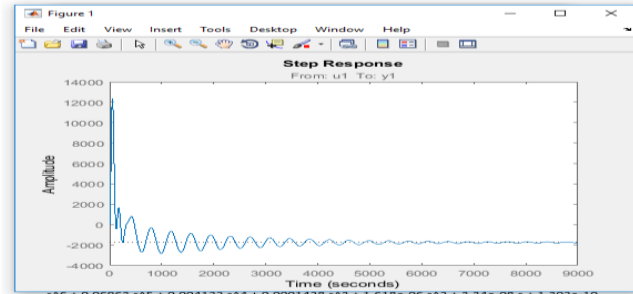 Figure 1
File Edit View Insert Tools Desktop Window Help
Step Response
From: u1 To: y1
14000
12000
10000
8000
6000
4000
2000
0
-2000
-4000
Amplitude
0 1000 2000 3000 4000 5000 6000 7000 8000 9000
Time (seconds)